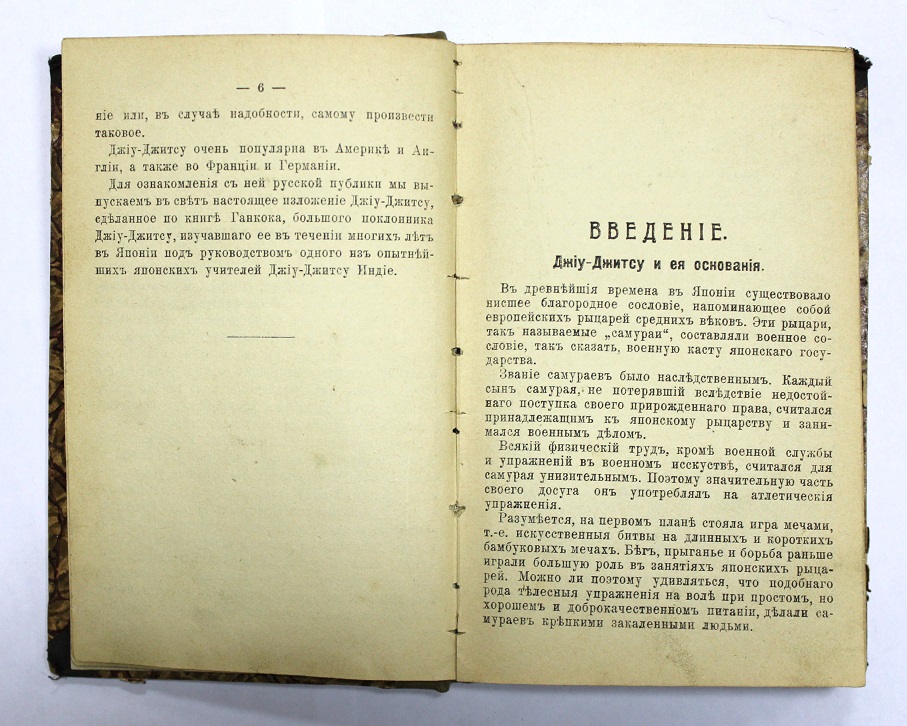 — 6 —
ніе или, въ случаѣ надобности, самому произвести
таковое.
Джіу-Джитсу очень популярна въ Америкѣ и Ан-
гліи, а также во Франціи и Германіи.
Для ознакомленія съ ней русской публики мы вы-
пускаемъ въ свѣтъ настоящее изложеніе Джіу-Джитсу,
сдѣланное по книгѣ Ганкока, большого поклонника
Джіу-Джитсу, изучавшаго ее въ теченіи многихъ лѣтъ
въ Японіи подъ руководствомъ одного изъ опытнѣй-
шихъ японскихъ учителей Джіу-Джитсу Индіе.
ВВЕДЕНІЕ.
Джіу-Джитсу и ея основанія.
Въ древнѣйшія времена въ Японіи существовало
нисшее благородное сословіе, напоминающее собой
европейскихъ рыцарей среднихъ вѣковъ. Эти рыцари,
такъ называемые „самураи“, составляли военное со-
словіе, такъ сказать, военную касту японскаго госу-
дарства.
Званіе самураевъ было наслѣдственнымъ. Каждый
сынъ самурая, не потерявшій вслѣдствіе недостой-
наго поступка своего прирожденнаго права, считался
принадлежащимъ къ японскому рыцарству и зани-
мался военнымъ дѣломъ.
Всякій физическій трудъ, кромѣ военной службы
и упражненій въ военномъ исскуствѣ, считался для
самурая унизительнымъ. Поэтому значительную часть
своего досуга онъ употреблялъ на атлетическія
упражненія.
Разумѣется, на первомъ планѣ стояла игра мечами,
т.-е. искусственныя битвы на длинныхъ и короткихъ
бамбуковыхъ мечахъ. Бѣгъ, прыганье и борьба раньше
играли большую роль въ занятіяхъ японскихъ рыца-
рей. Можно ли поэтому удивляться, что подобнаго
рода тѣлесныя упражненія на волѣ при простомъ, но
хорошемъ и доброкачественномъ питаніи, дѣлали са-
мураевъ крѣпкими закаленными людьми.